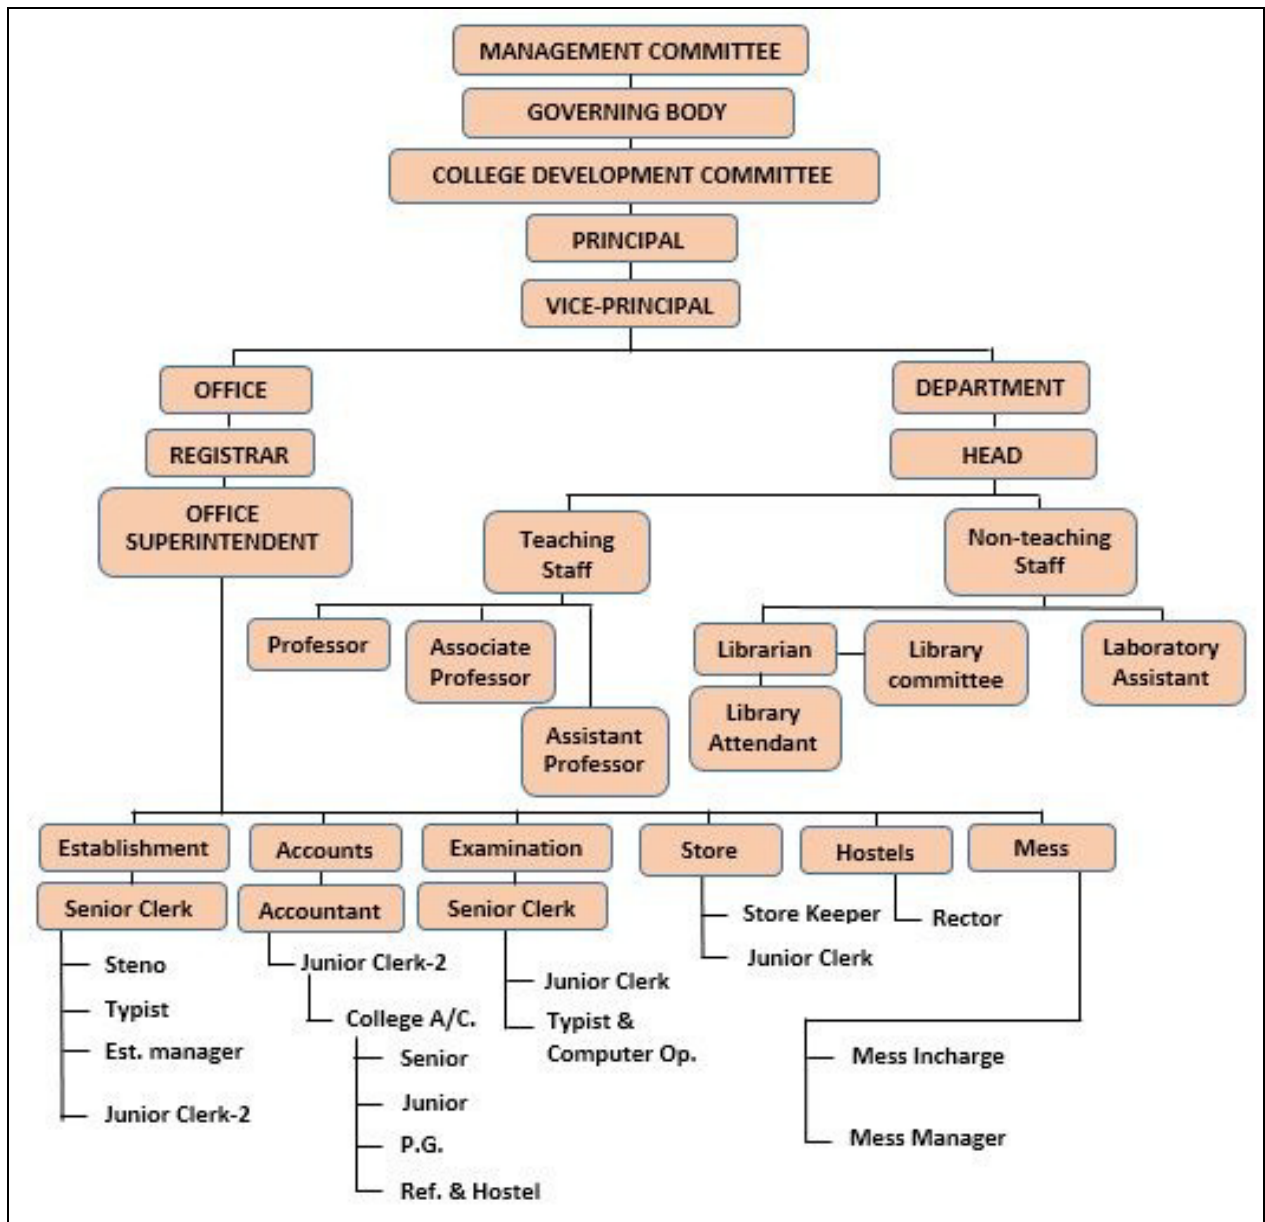 MANAGEMENT COMMITTEE
GOVERNING BODY
COLLEGE DEVELOPMENT COMMITTEE
PRINCIPAL
VICE-PRINCIPAL
OFFICE
DEPARTMENT
REGISTRAR
HEAD
OFFICE
SUPERINTENDENT
Teaching
Staff
Non-teaching
Staff
Professor
Associate
Professor
Assistant
Professor
Librarian
Library
committee
Laboratory
Assistant
Library
Attendant
Establishment
Accounts
Examination
Store
Hostels
Mess
Senior Clerk
Accountant
Senior Clerk
Steno
Typist
Est. manager
Junior Clerk-2
Junior Clerk-2
College A/C.
Senior
Junior
P.G.
Ref. & Hostel
Junior Clerk
Typist &
Computer Op.
Store Keeper
Junior Clerk
Rector
Mess Incharge
Mess Manager